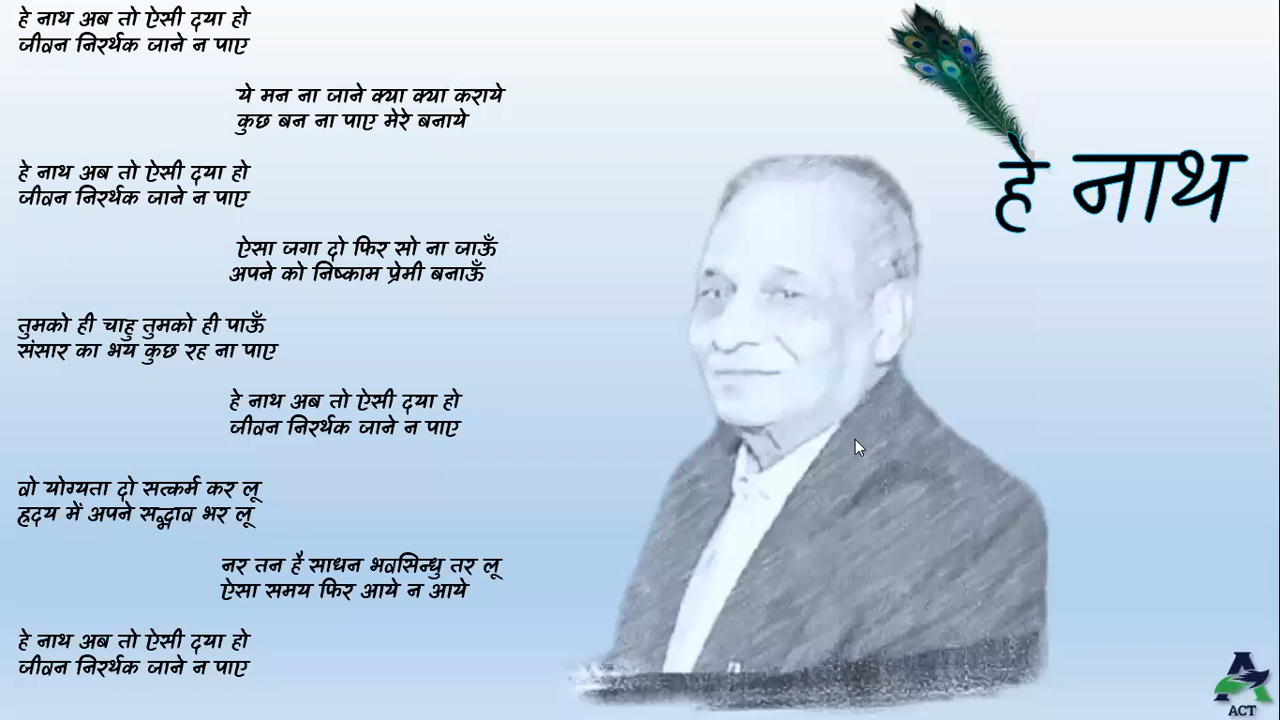 हे नाथ अब तो ऐसी दया हो
जीवन निरर्थक जाने न पाए
ये मन ना जाने क्या क्या कराये
कुछ बन ना पाए मेरे बनाये
हे नाथ अब तो ऐसी दया हो
जीवन निरर्थक जाने न पाए
ऐसा जगा दो फिर सो ना जाऊँ
अपने को निष्काम प्रेमी बनाऊँ
तुमको ही चाहु तुमको ही पाऊँ
संसार का भय कुछ रह ना पाए
हे नाथ अब तो ऐसी दया हो
जीवन निरर्थक जाने न पाए
वो योग्यता दो सत्कर्म कर लू
ह्रदय में अपने सद्भाव भर लू
नर तन है साधन भवसिन्धु तर लू
ऐसा समय फिर आये न आये
हे नाथ अब तो ऐसी दया हो
जीवन निरर्थक जाने न पाए
हे नाथ
ACT